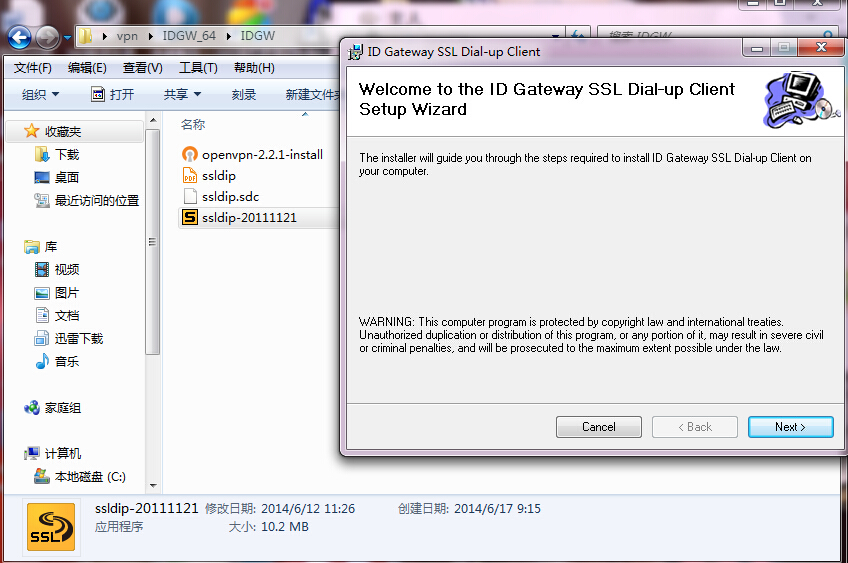 vpn
IDGW_64
IDGW
搜索 IDGW
文件(F)
编辑(E)
查看(V)
工具(T)
帮助(H)
组织
打开
共享
刻录
新建文件夹
收藏夹
下载
桌面
最近访问的位置
库
视频
图片
文档
迅雷下载
音乐
家庭组
计算机
本地磁盘 (C:)
名称
openvpn-2.2.1-install
ssldip
ssldip.sdc
ssldip-20111121
ID Gateway SSL Dial-up Client
Welcome to the ID Gateway SSL Dial-up Client
Setup Wizard
The installer will guide you through the steps required to install ID Gateway SSL Dial-up Client on
your computer.
WARNING: This computer program is protected by copyright law and international treaties.
Unauthorized duplication or distribution of this program, or any portion of it, may result in severe civil
or criminal penalties, and will be prosecuted to the maximum extent possible under the law.
Cancel
< Back
Next >
SSL
ssldip-20111121 修改日期: 2014/6/12 11:26 创建日期: 2014/6/17 9:15
应用程序 大小: 10.2 MB